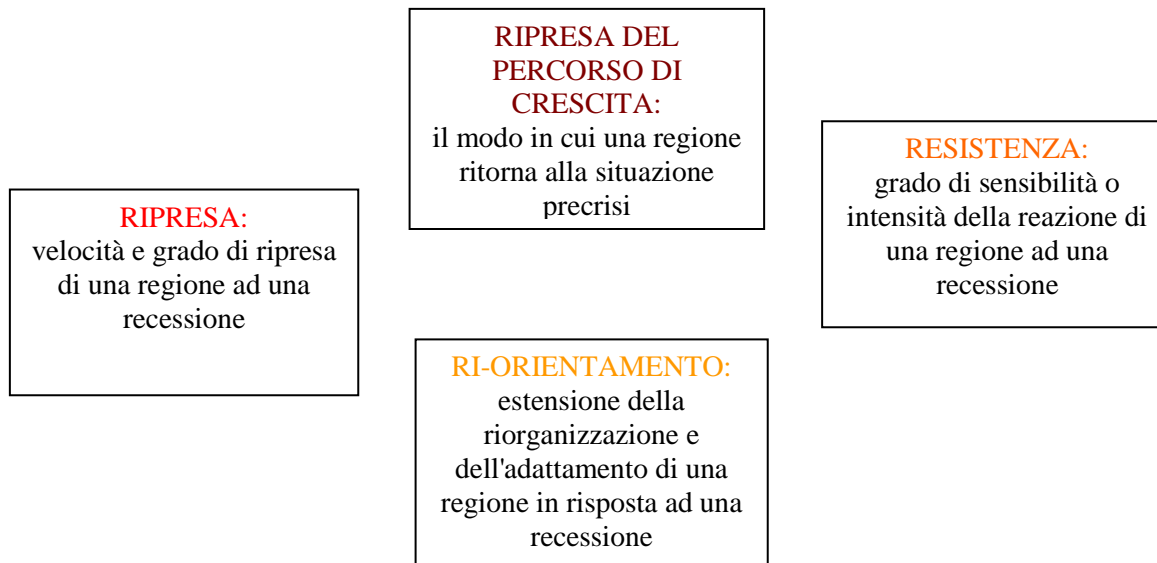 RIPRESA DEL
PERCORSO DI
CRESCITA:
il modo in cui una regione
ritorna alla situazione
precrisi
RIPRESA:
velocità e grado di ripresa
di una regione ad una
recessione
RESISTENZA:
grado di sensibilità o
intensità della reazione di
una regione ad una
recessione
RI-ORIENTAMENTO:
estensione della
riorganizzazione e
dell'adattamento di una
regione in risposta ad una
recessione